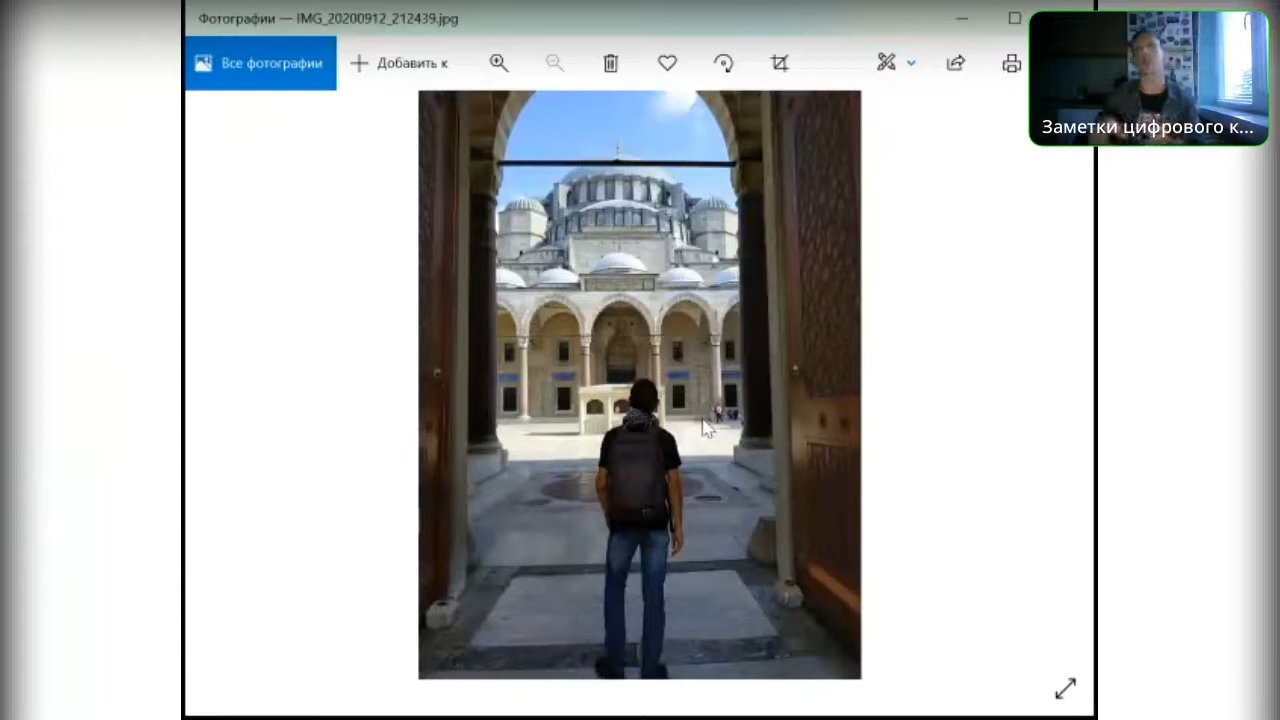 Фотографии — IMG_20200912_212439.jpg
Все фотографии
Добавить к
Заметки цифрового к...